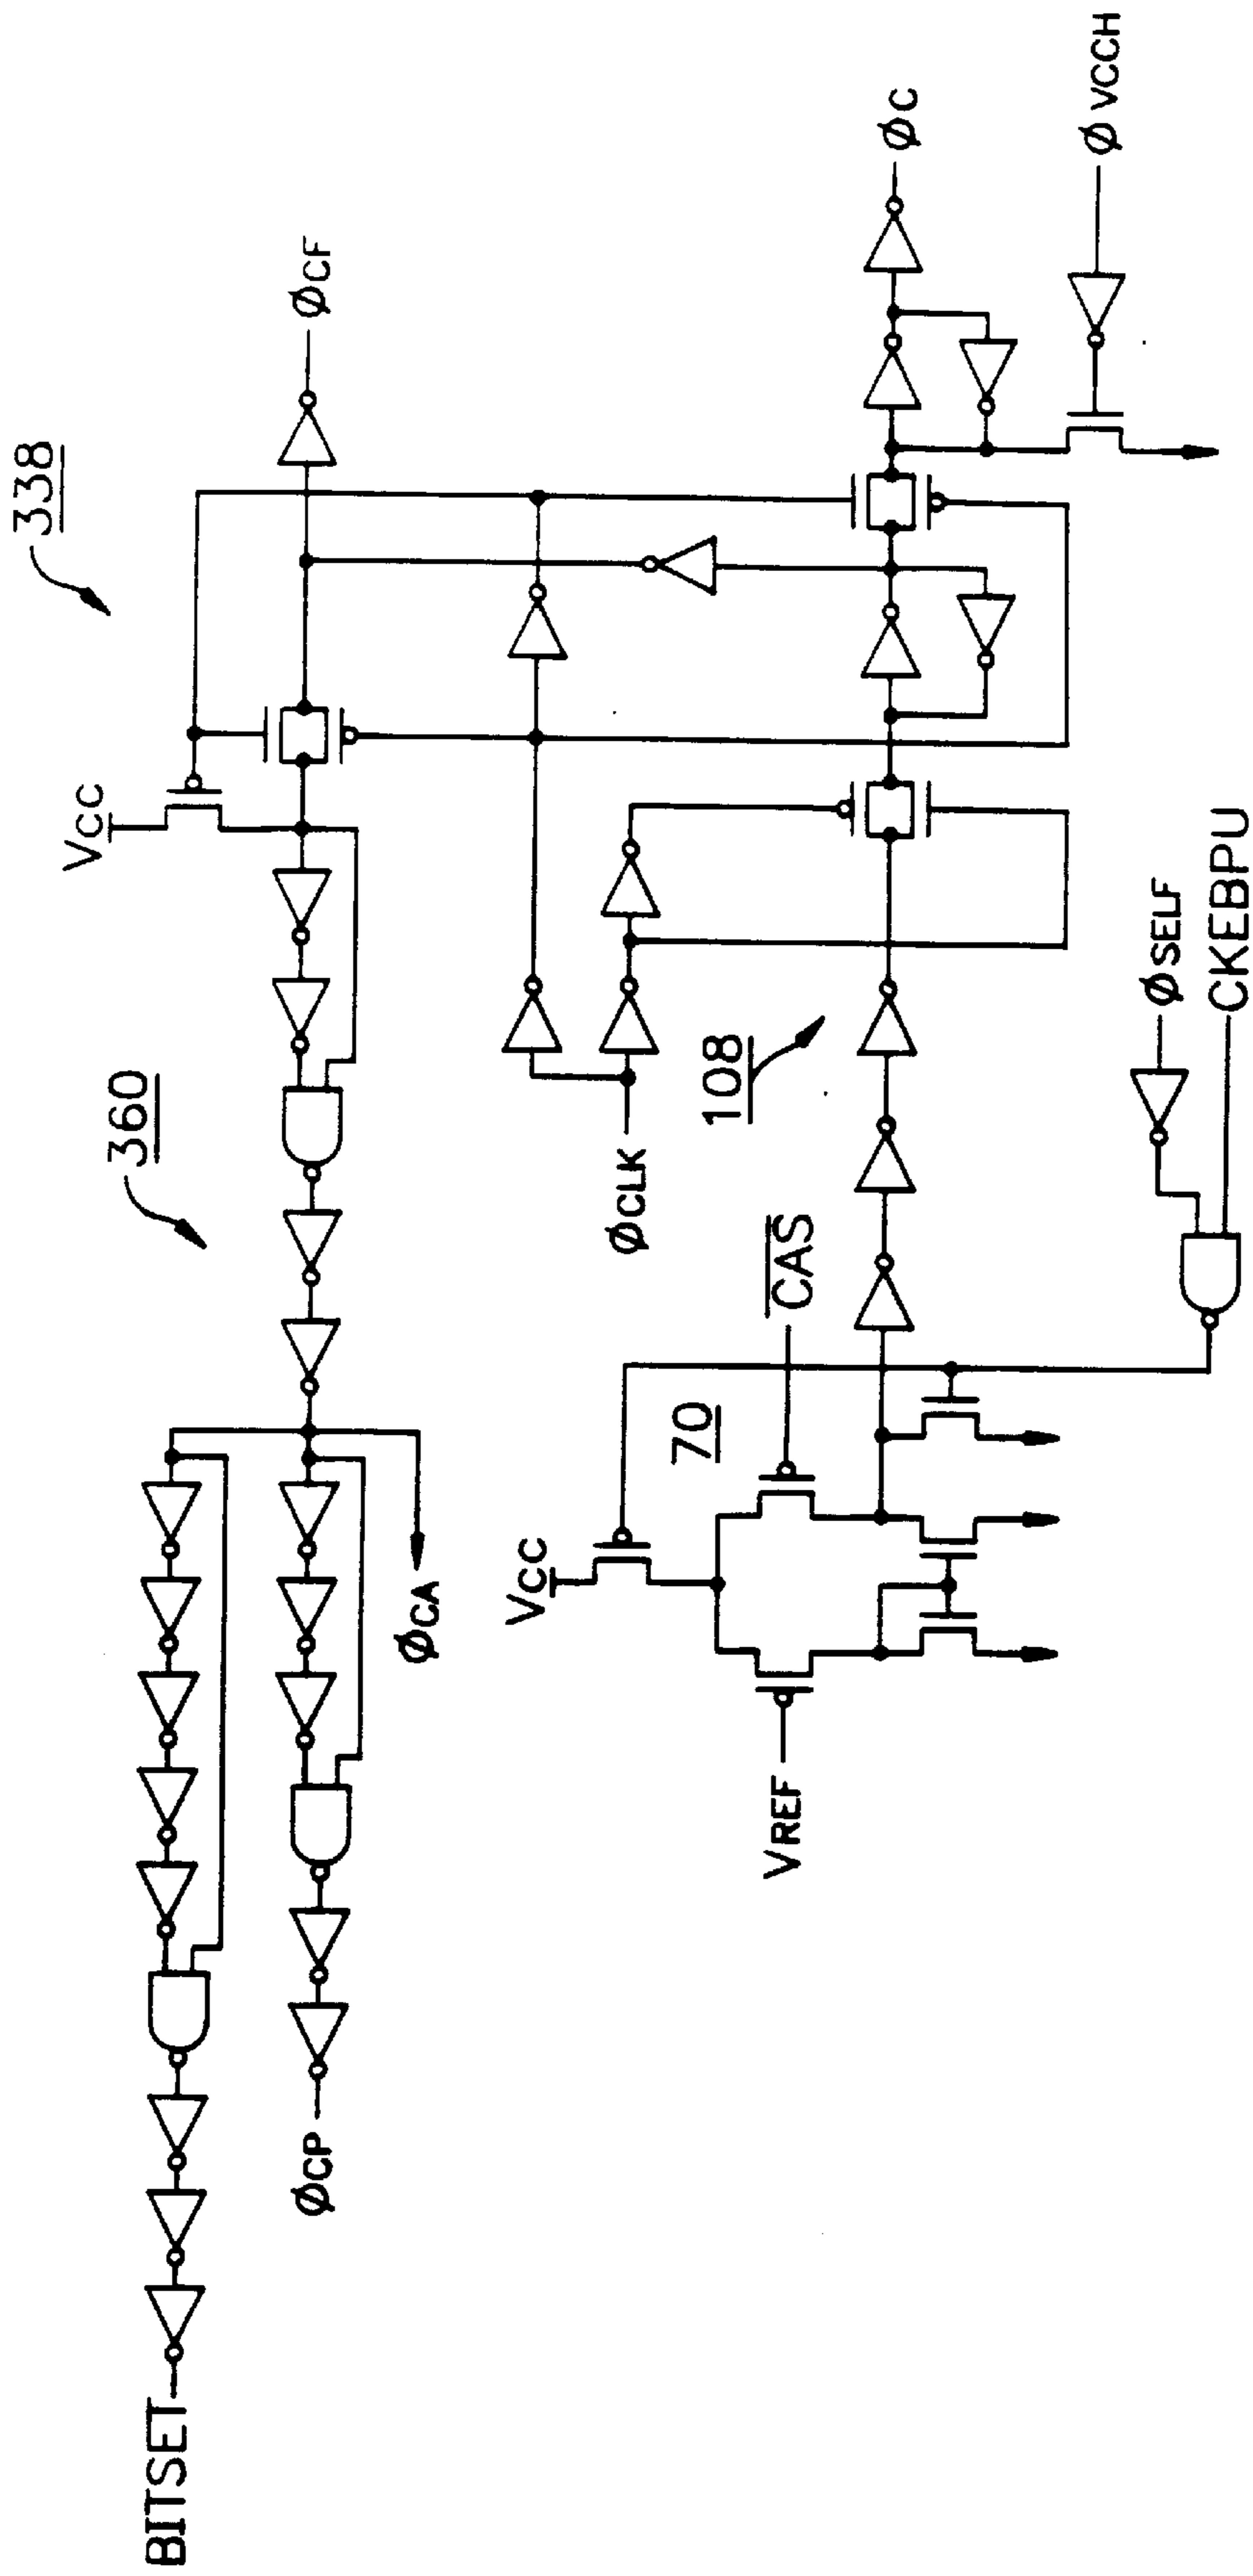 338
ØCF
ØC
ØVCCH
VCC
360
108
ØSELF
CKEBPU
ØCLK
CAS
70
VCC
ØCA
VREF
ØCP
BITSET